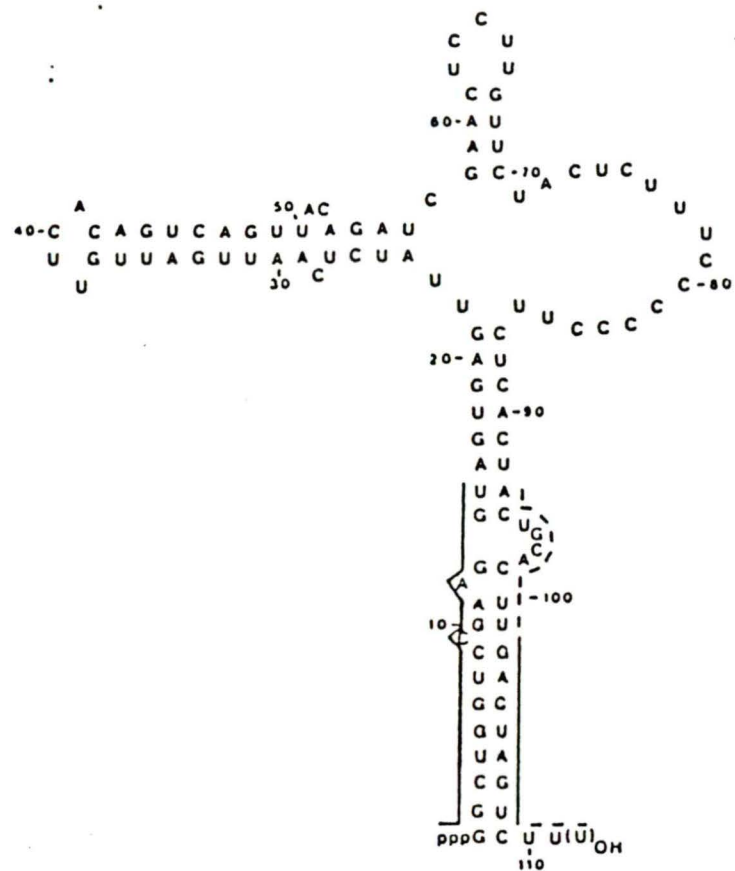 C
C U
U U
C G
60-A U
A U
G C-70 U A C U C U U U C C-80 C C C C C U U
C
A
50 AC
40-C C A G U C A G U U A G A U
U G U U G A U U A A U C U A
U 30 C
U
U
G C
20-A U
G C
U A-90
G C
A U
U A
G C
U
G
C
A
G C
A
A U -100
10-G U
C
C G
U A
G C
G U
U A
C G
G U
pppG C U U(U)OH
110